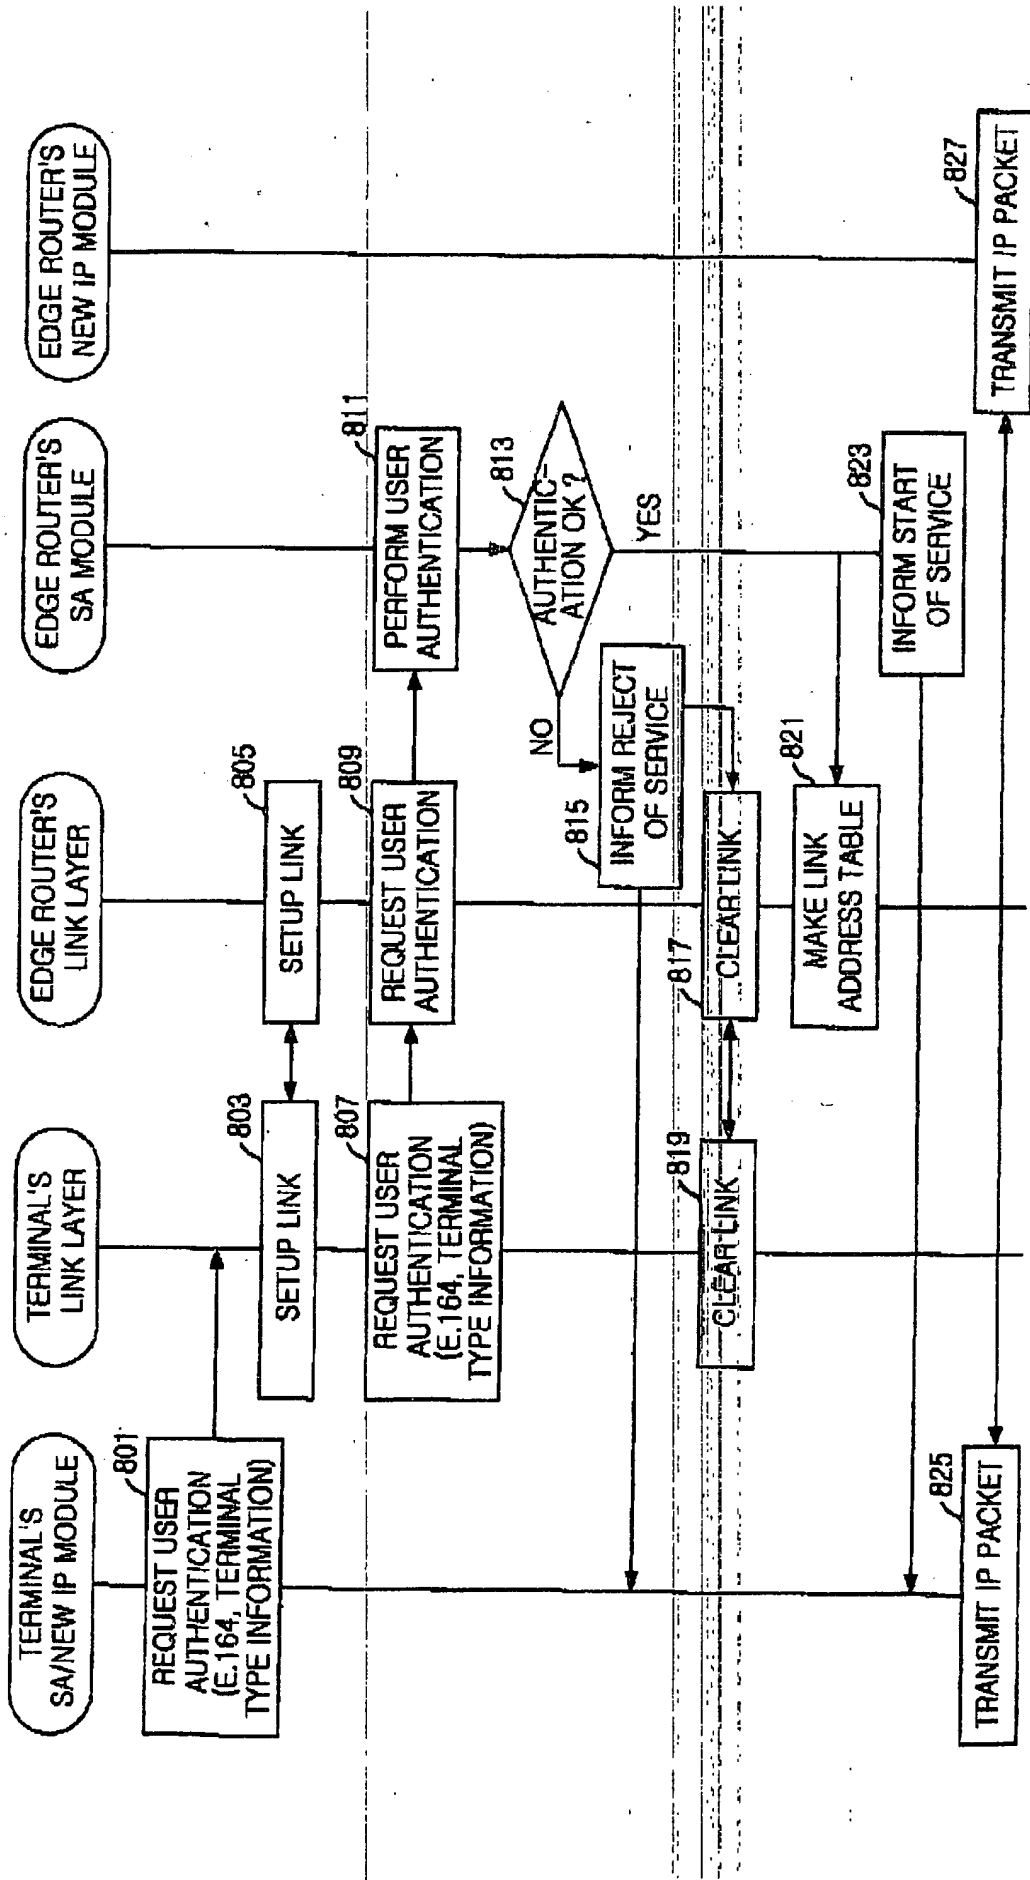 TERMINAL'S
SA/NEW IP MODULE
TERMINAL'S
LINK LAYER
EDGE ROUTER'S
LINK LAYER
EDGE ROUTER'S
SA MODULE
EDGE ROUTER'S
NEW IP MODULE
801
REQUEST USER
AUTHENTICATION
(E.164, TERMINAL
TYPE INFORMATION)
803
SETUP LINK
805
SETUP LINK
807
REQUEST USER
AUTHENTICATION
(E.164, TERMINAL
TYPE INFORMATION)
809
REQUEST USER
AUTHENTICATION
811
PERFORM USER
AUTHENTICATION
813
AUTHENTIC-
ATION OK ?
NO
YES
815
INFORM REJECT
OF SERVICE
817
CLEAR LINK
819
CLEAR LINK
821
MAKE LINK
ADDRESS TABLE
823
INFORM START
OF SERVICE
825
TRANSMIT IP PACKET
827
TRANSMIT IP PACKET